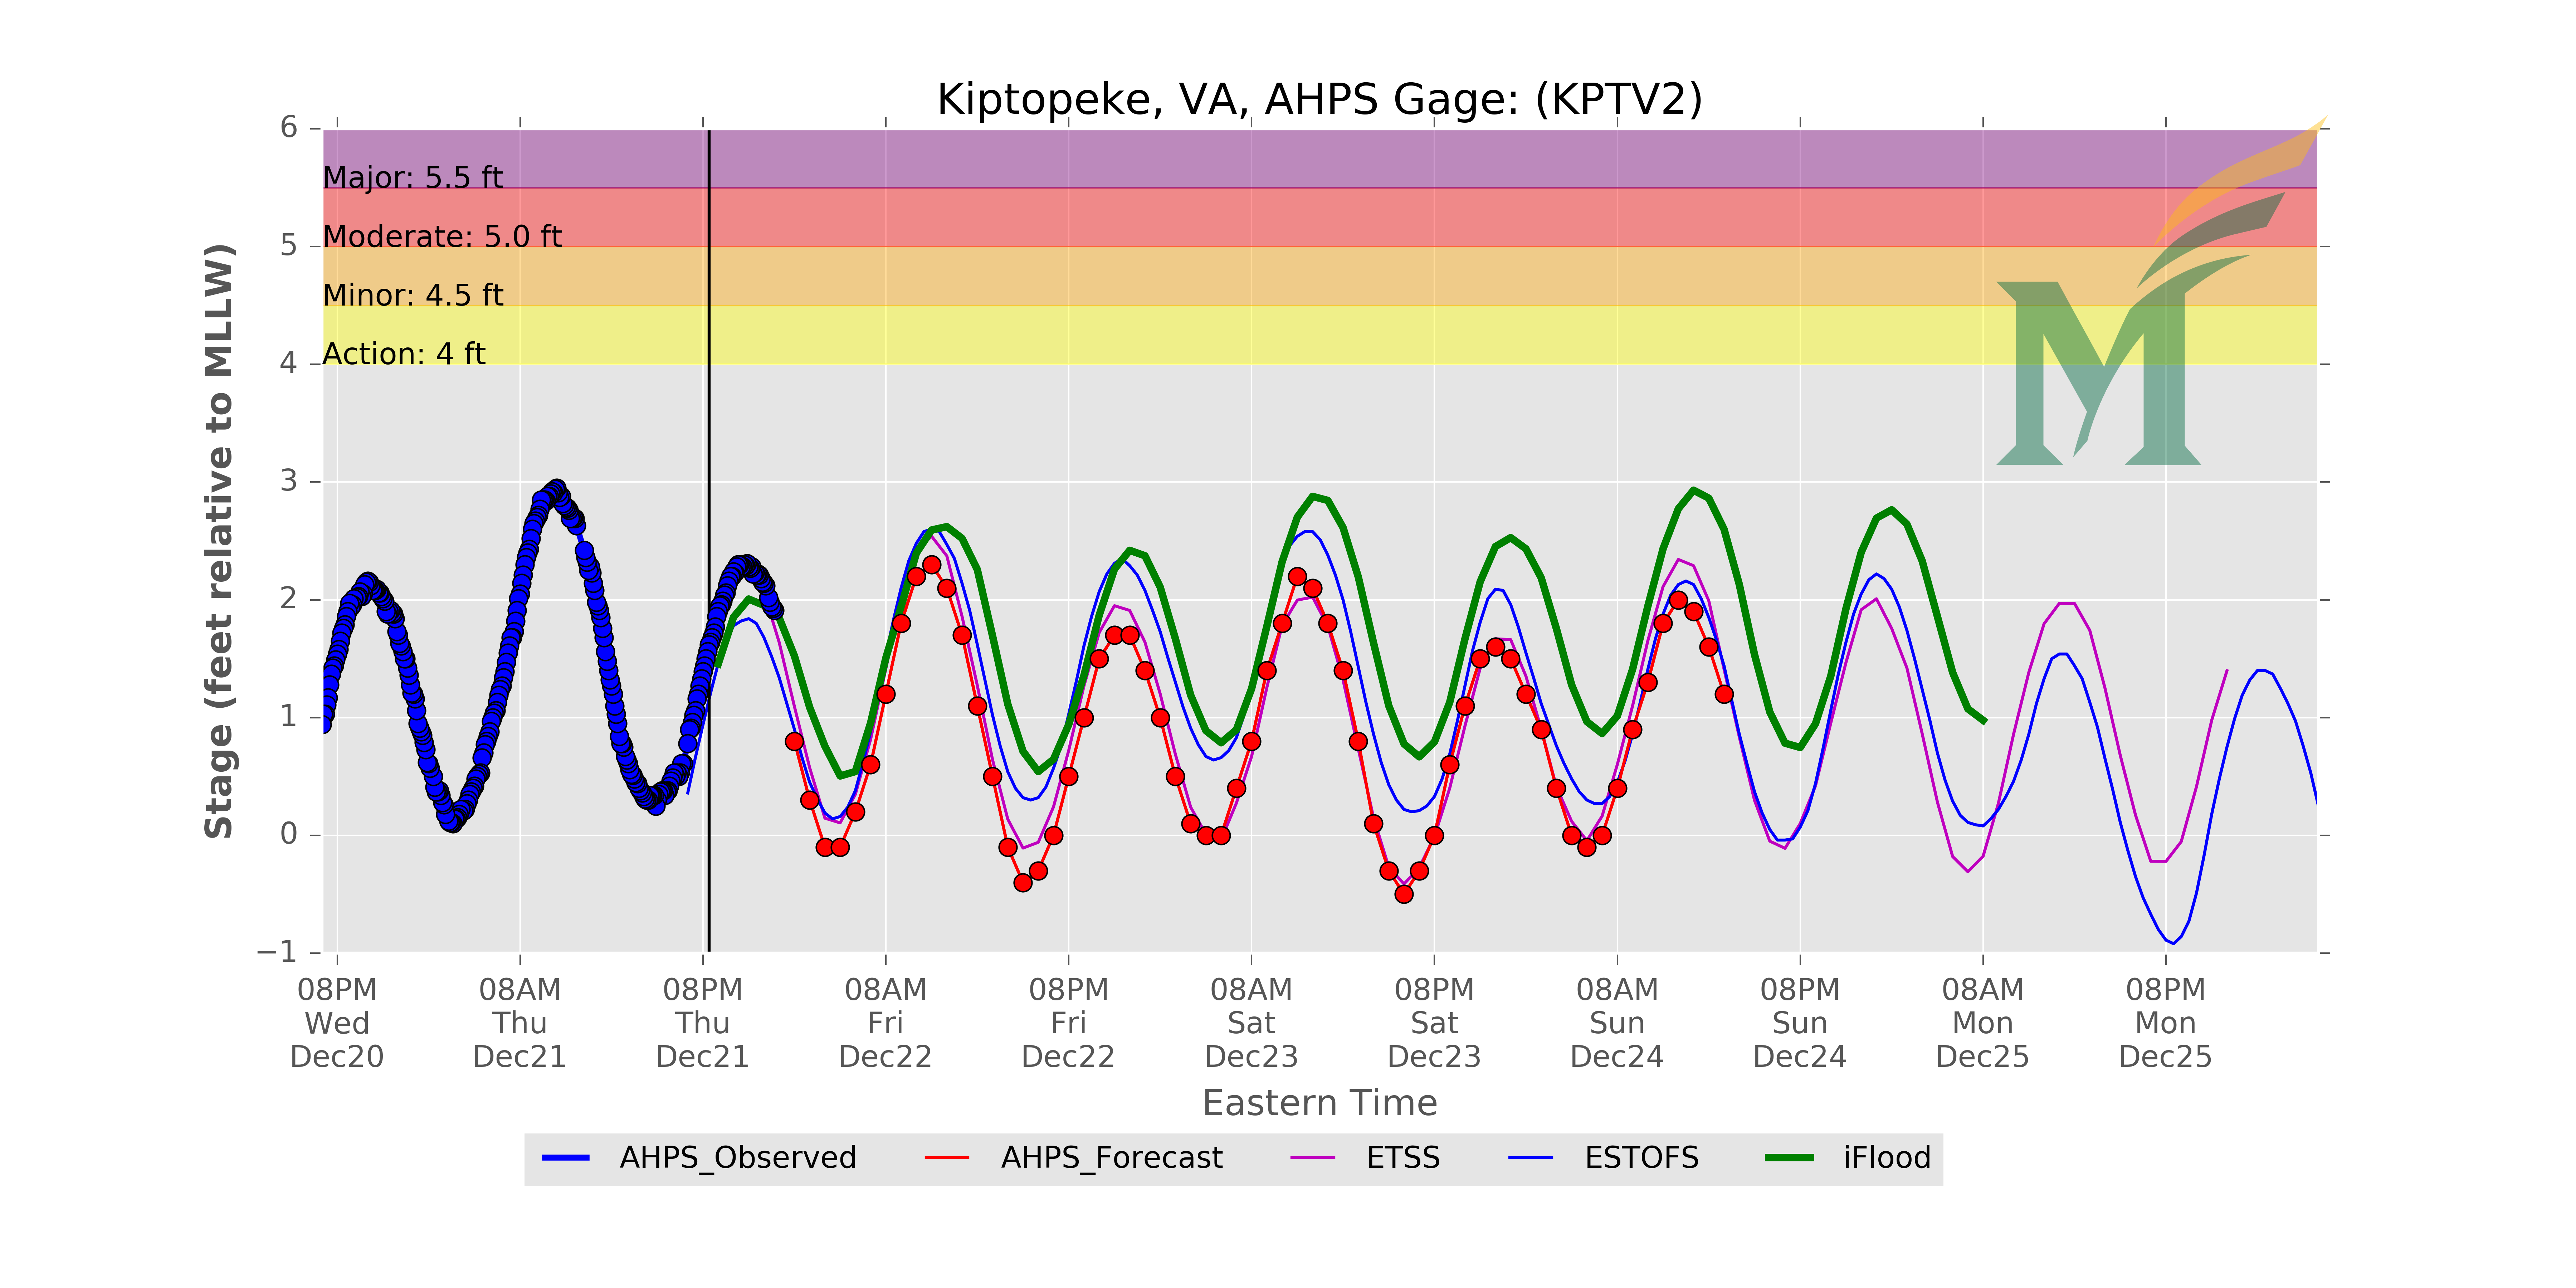 Kiptopeke, VA, AHPS Gage: (KPTV2)
6
5
4
3
2
1
0
−1
Stage (feet relative to MLLW)
Major: 5.5 ft
Moderate: 5.0 ft
Minor: 4.5 ft
Action: 4 ft
M
08PM
Wed
Dec20
08AM
Thu
Dec21
08PM
Thu
Dec21
08AM
Fri
Dec22
08PM
Fri
Dec22
08AM
Sat
Dec23
08PM
Sat
Dec23
08AM
Sun
Dec24
08PM
Sun
Dec24
08AM
Mon
Dec25
08PM
Mon
Dec25
Eastern Time
AHPS_Observed
AHPS_Forecast
ETSS
ESTOFS
iFlood